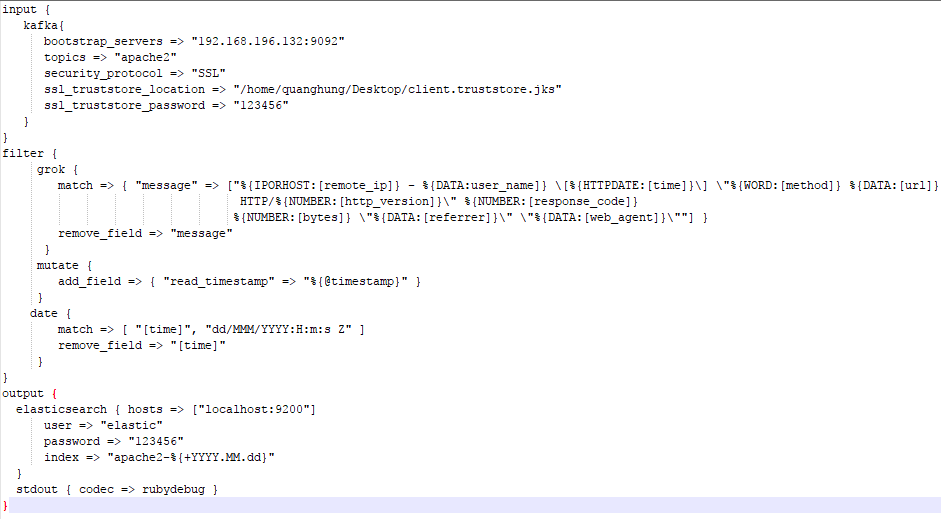 input {
kafka{
bootstrap_servers => "192.168.196.132:9092"
topics => "apache2"
security_protocol => "SSL"
ssl_truststore_location => "/home/quanghung/Desktop/client.truststore.jks"
ssl_truststore_password => "123456"
}
}
filter {
grok {
match => { "message" => ["%{IPORHOST:[remote_ip]} - %{DATA:user_name]} \[%{HTTPDATE:[time]}\] \"%{WORD:[method]} %{DATA:[url]}
HTTP/%{NUMBER:[http_version]}\" %{NUMBER:[response_code]}
%{NUMBER:[bytes]} \"%{DATA:[referrer]}\" \"%{DATA:[web_agent]}\""] }
remove_field => "message"
}
mutate {
add_field => { "read_timestamp" => "%{@timestamp}" }
}
date {
match => [ "[time]", "dd/MMM/YYYY:H:m:s Z" ]
remove_field => "[time]"
}
}
output {
elasticsearch { hosts => ["localhost:9200"]
user => "elastic"
password => "123456"
index => "apache2-%{+YYYY.MM.dd}"
}
stdout { codec => rubydebug }
}